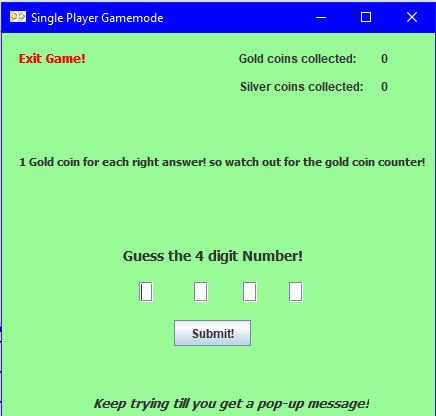 Single Player Gamemode
Exit Game!
Gold coins collected: 0
Silver coins collected: 0
1 Gold coin for each right answer! so watch out for the gold coin counter!
Guess the 4 digit Number!
Submit!
Keep trying till you get a pop-up message!